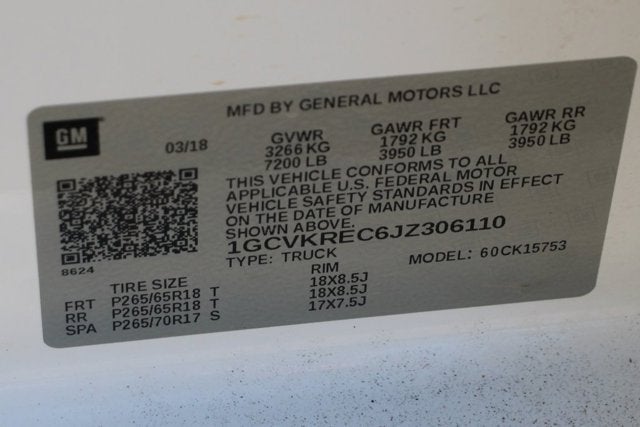 MFD BY GENERAL MOTORS LLC
GM
03/18
GVWR GAWR FRT GAWR RR
3266 KG 1792 KG 1792 KG
7200 LB 3950 LB 3950 LB
THIS VEHICLE CONFORMS TO ALL
APPLICABLE U.S. FEDERAL MOTOR
VEHICLE SAFETY STANDARDS IN EFFECT
ON THE DATE OF MANUFACTURE
SHOWN ABOVE.
1GCVKREC6JZ306110
8624
TYPE: TRUCK MODEL: 60CK15753
TIRE SIZE RIM
FRT P265/65R18 T 18X8.5J
RR P265/65R18 T 18X8.5J
SPA P265/70R17 S 17X7.5J